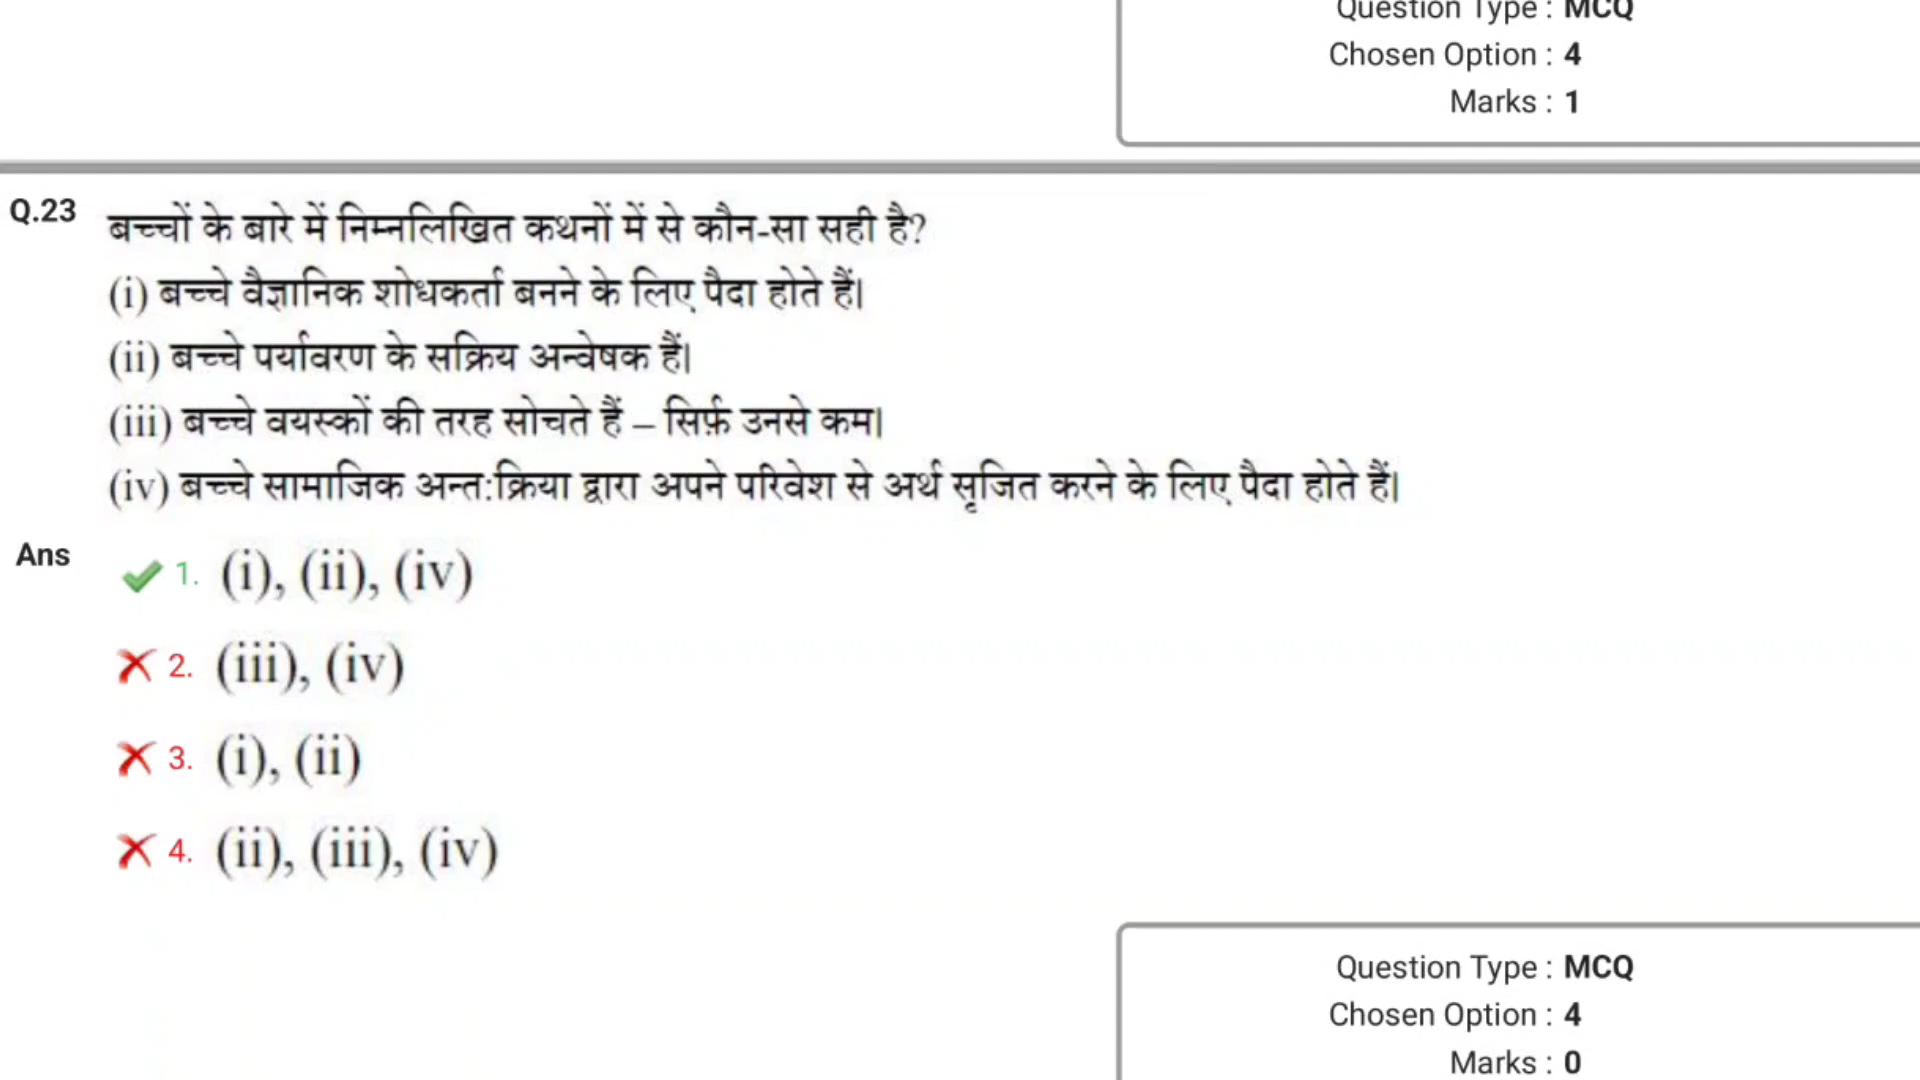 Question Type : MCQ
Chosen Option : 4
Marks : 1
Q.23 बच्चों के बारे में निम्नलिखित कथनों में से कौन-सा सही है?
(i) बच्चे वैज्ञानिक शोधकर्ता बनने के लिए पैदा होते हैं।
(ii) बच्चे पर्यावरण के सक्रिय अन्वेषक हैं।
(iii) बच्चे वयस्कों की तरह सोचते हैं – सिर्फ़ उनसे कम।
(iv) बच्चे सामाजिक अन्त:क्रिया द्वारा अपने परिवेश से अर्थ सृजित करने के लिए पैदा होते हैं।
Ans 1. (i), (ii), (iv)
2. (iii), (iv)
3. (i), (ii)
4. (ii), (iii), (iv)
Question Type : MCQ
Chosen Option : 4
Marks : 0